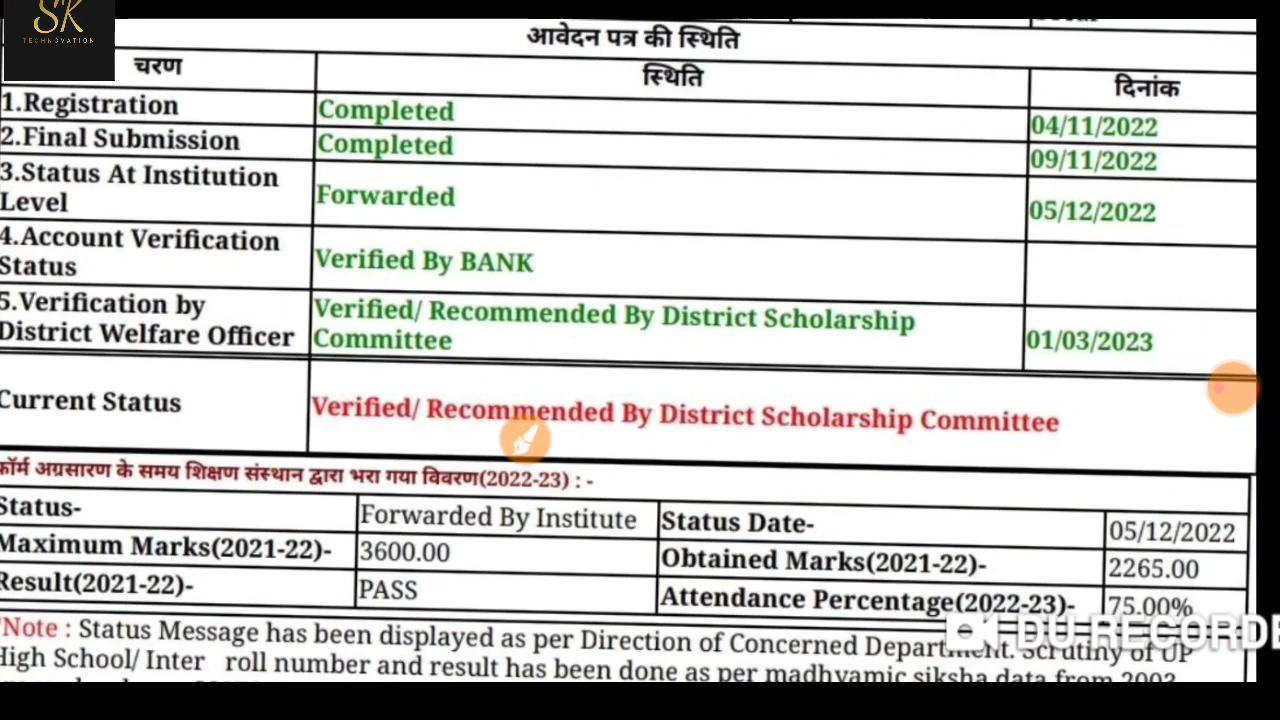 SK
TECHNOVATION
आवेदन पत्र की स्थिति
चरण स्थिति दिनांक
1.Registration Completed 04/11/2022
2.Final Submission Completed 09/11/2022
3.Status At Institution
Level Forwarded 05/12/2022
4.Account Verification
Status Verified By BANK
5.Verification by
District Welfare Officer Verified/ Recommended By District Scholarship
Committee 01/03/2023
Current Status Verified/ Recommended By District Scholarship Committee
फॉर्म अग्रसारण के समय शिक्षण संस्थान द्वारा भरा गया विवरण(2022-23) : -
Status- Forwarded By Institute Status Date- 05/12/2022
Maximum Marks(2021-22)- 3600.00 Obtained Marks(2021-22)- 2265.00
Result(2021-22)- PASS Attendance Percentage(2022-23)- 75.00%
DU RECORDE
*Note : Status Message has been displayed as per Direction of Concerned Department. Scrutiny of UP
High School/ Inter roll number and result has been done as per madhyamic siksha data from 2003